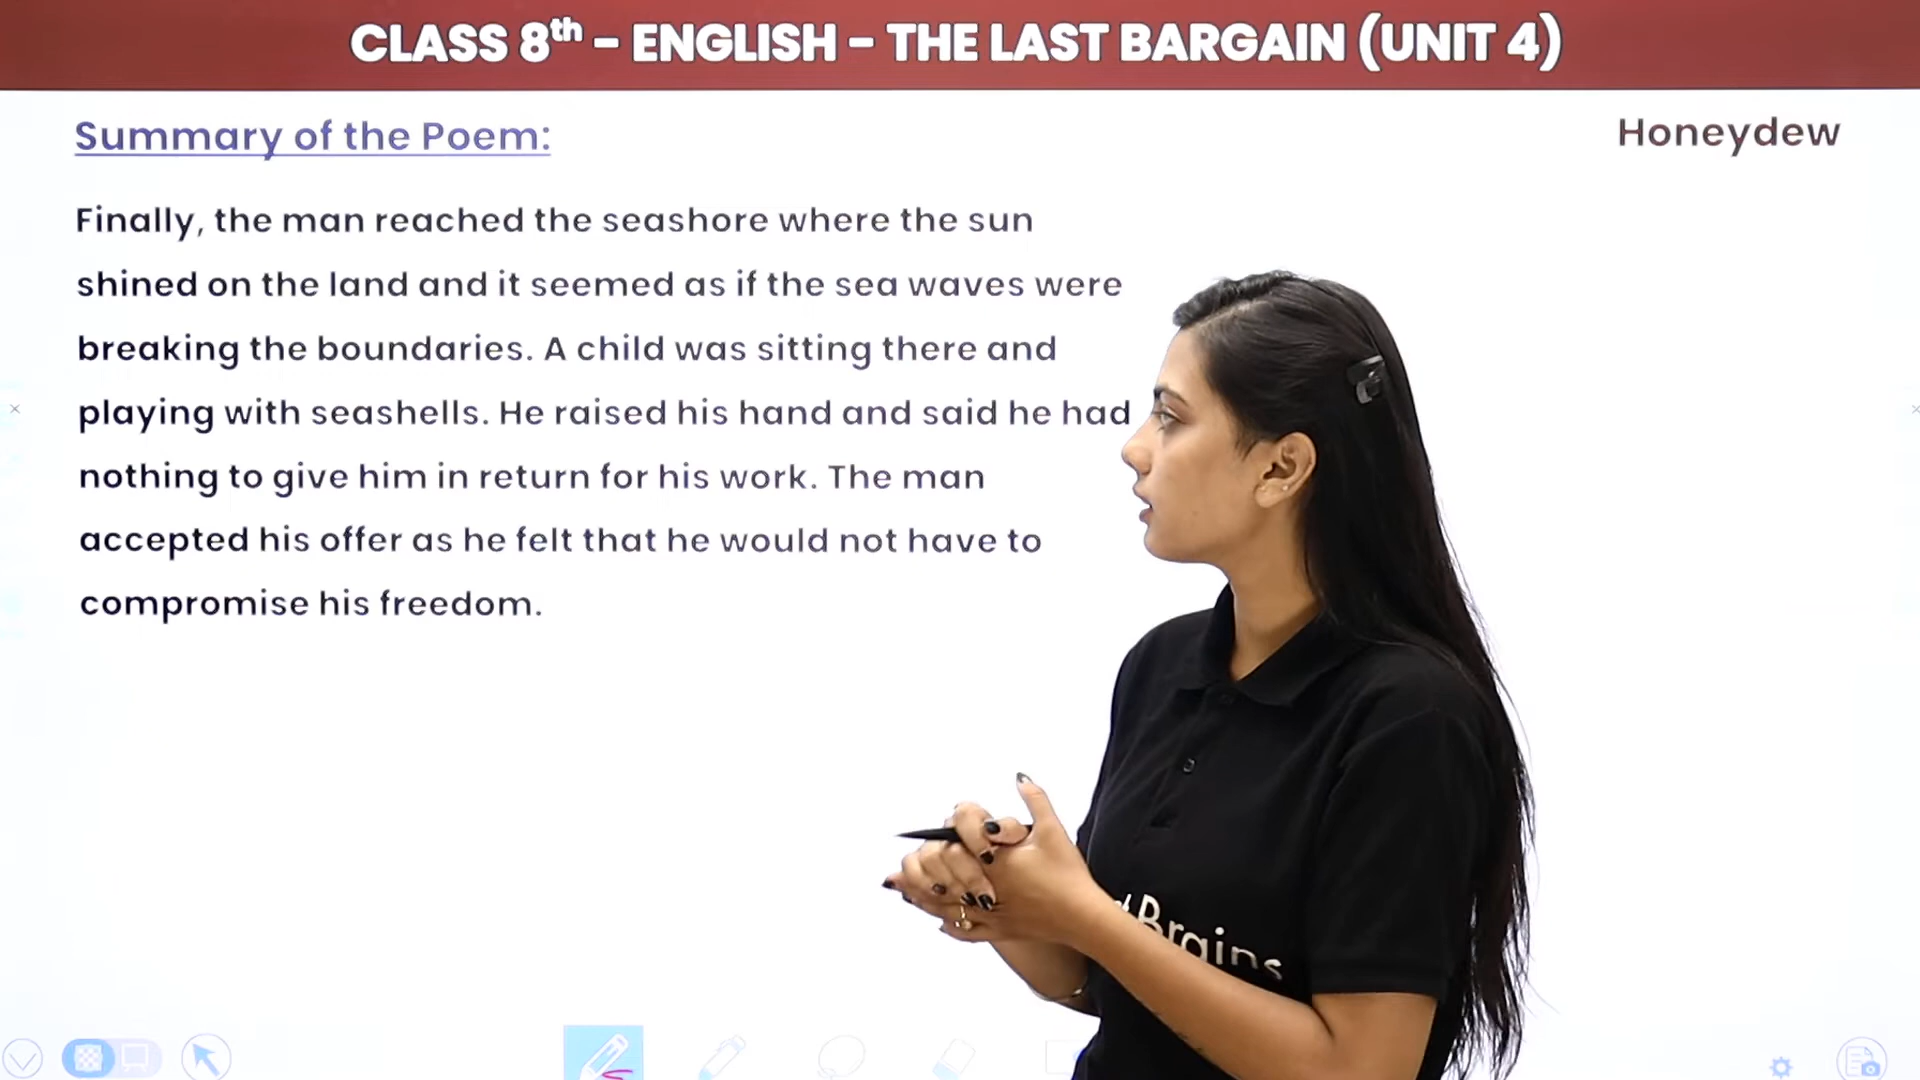 CLASS 8th - ENGLISH - THE LAST BARGAIN (UNIT 4)
Summary of the Poem:
Honeydew
Finally, the man reached the seashore where the sun
shined on the land and it seemed as if the sea waves were
breaking the boundaries. A child was sitting there and
playing with seashells. He raised his hand and said he had
nothing to give him in return for his work. The man
accepted his offer as he felt that he would not have to
compromise his freedom.
Brains